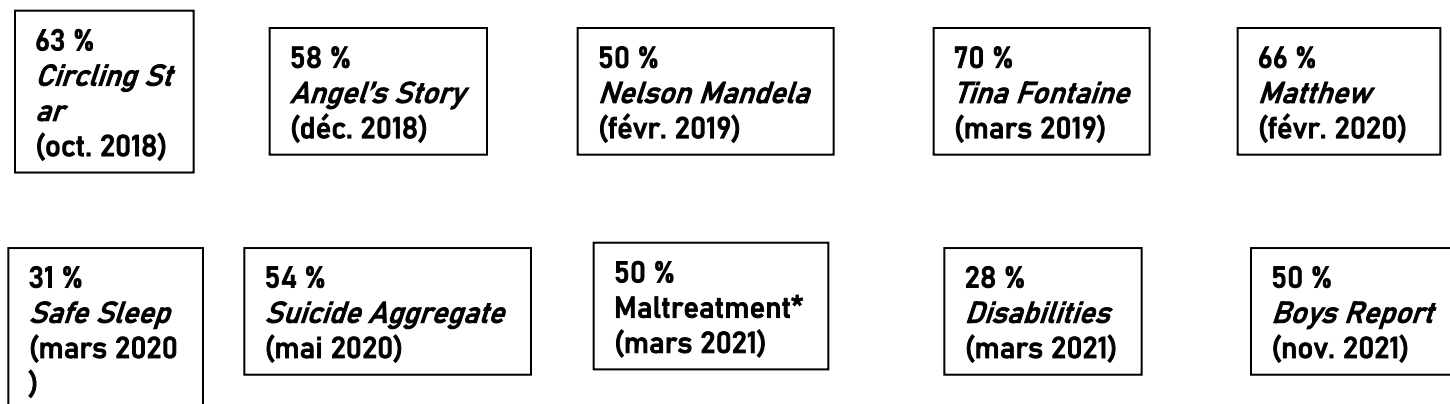 63 %
Circling St
ar
(oct. 2018)
58 %
Angel's Story
(déc. 2018)
50 %
Nelson Mandela
(févr. 2019)
70 %
Tina Fontaine
(mars 2019)
66 %
Matthew
(févr. 2020)
31 %
Safe Sleep
(mars 2020
)
54 %
Suicide Aggregate
(mai 2020)
50 %
Maltreatment*
(mars 2021)
28 %
Disabilities
(mars 2021)
50 %
Boys Report
(nov. 2021)